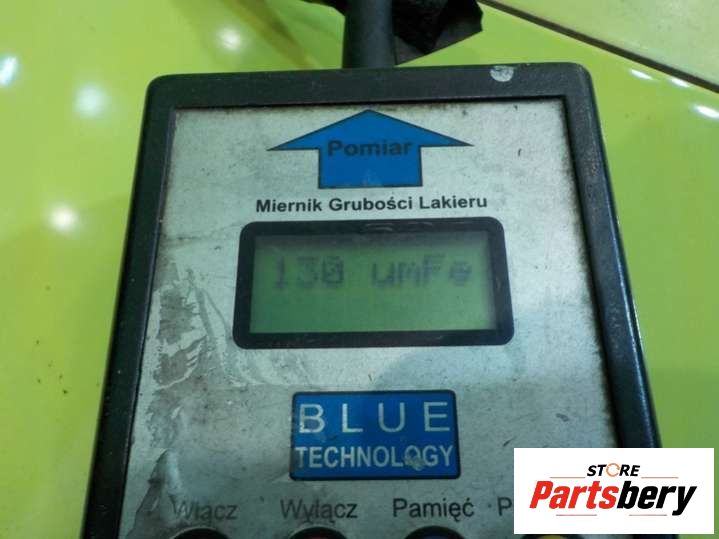 Pomiar
Miernik Grubości Lakieru
130 umFe
BLUE
TECHNOLOGY
Włącz Wyłącz Pamięć
STORE
Partsbery